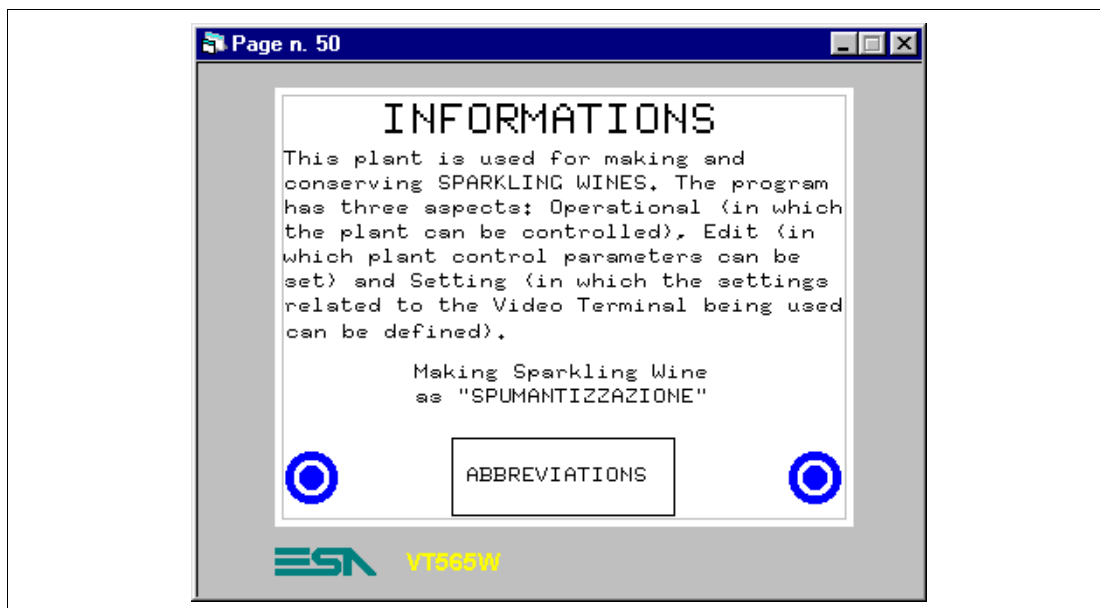 Page n. 50
INFORMATIONS
This plant is used for making and
conserving SPARKLING WINES. The program
has three aspects: Operational (in which
the plant can be controlled), Edit (in
which plant control parameters can be
set) and Setting (in which the settings
related to the Video Terminal being used
can be defined).
Making Sparkling Wine
as "SPUMANTIZZAZIONE"
ABBREVIATIONS
ESA VT565W